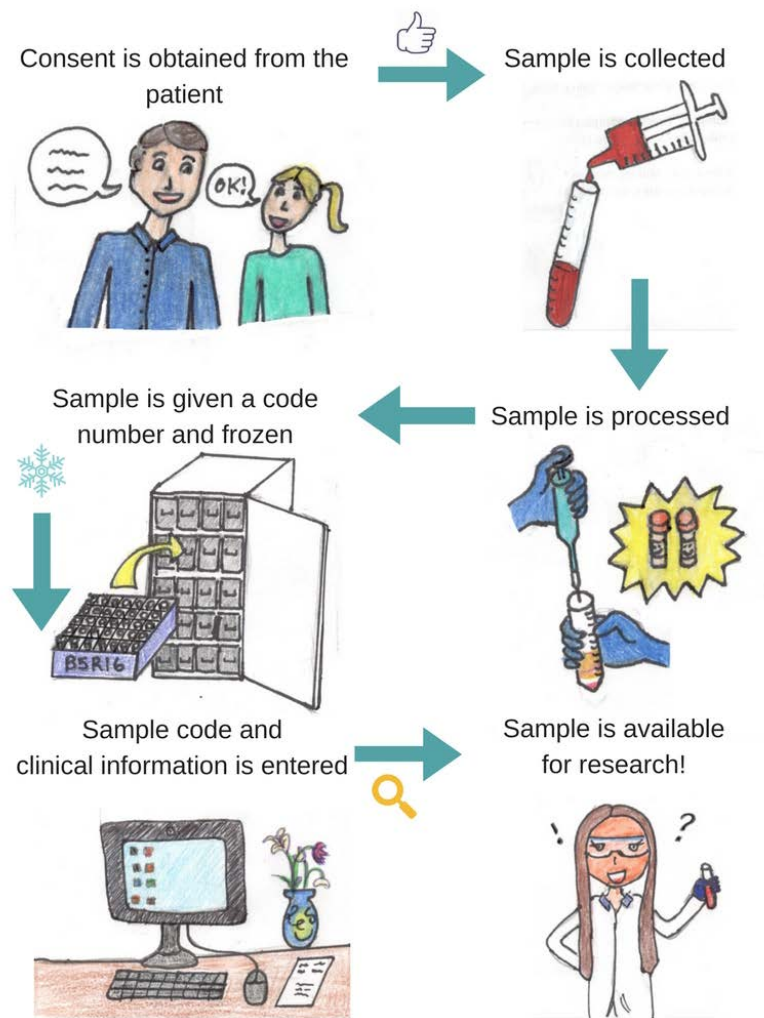 Consent is obtained from the
patient
OK!
Sample is collected
Sample is processed
Sample is given a code
number and frozen
B5R16
Sample code and
clinical information is entered
Sample is available
for research!
!
?